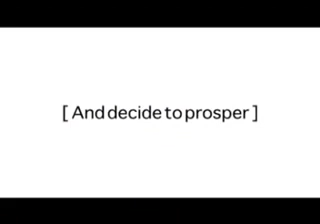 [ And decide to prosper ]